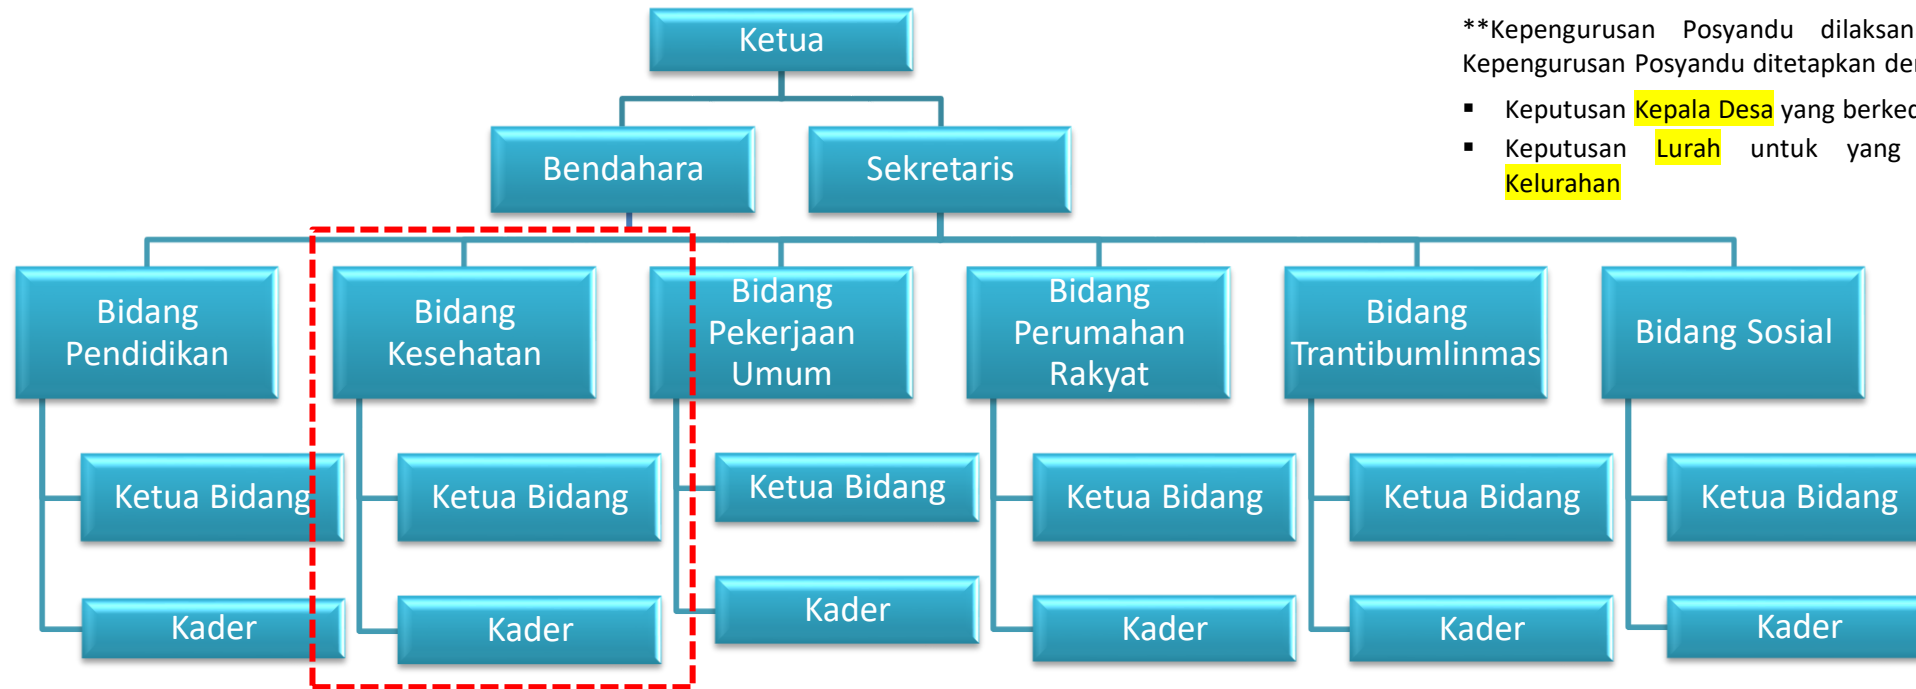 Ketua
**Kepengurusan Posyandu dilaksan
Kepengurusan Posyandu ditetapkan
▪ Keputusan Kepala Desa yang
▪ Keputusan Lurah untuk yang
Kelurahan
Bendahara
Sekretaris
Bidang
Pendidikan
Bidang
Kesehatan
Bidang
Pekerjaan
Umum
Bidang
Perumahan
Rakyat
Bidang
Trantibumlinmas
Bidang Sosial
Ketua Bidang
Ketua Bidang
Ketua Bidang
Ketua Bidang
Ketua Bidang
Ketua Bidang
Kader
Kader
Kader
Kader
Kader
Kader